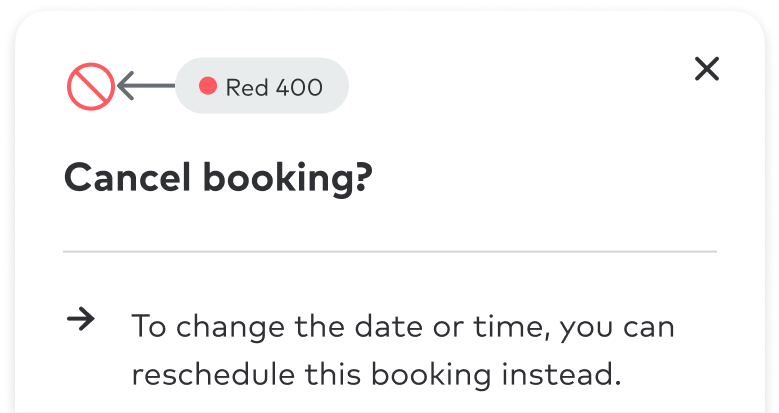 Red 400
Cancel booking?
To change the date or time, you can
reschedule this booking instead.